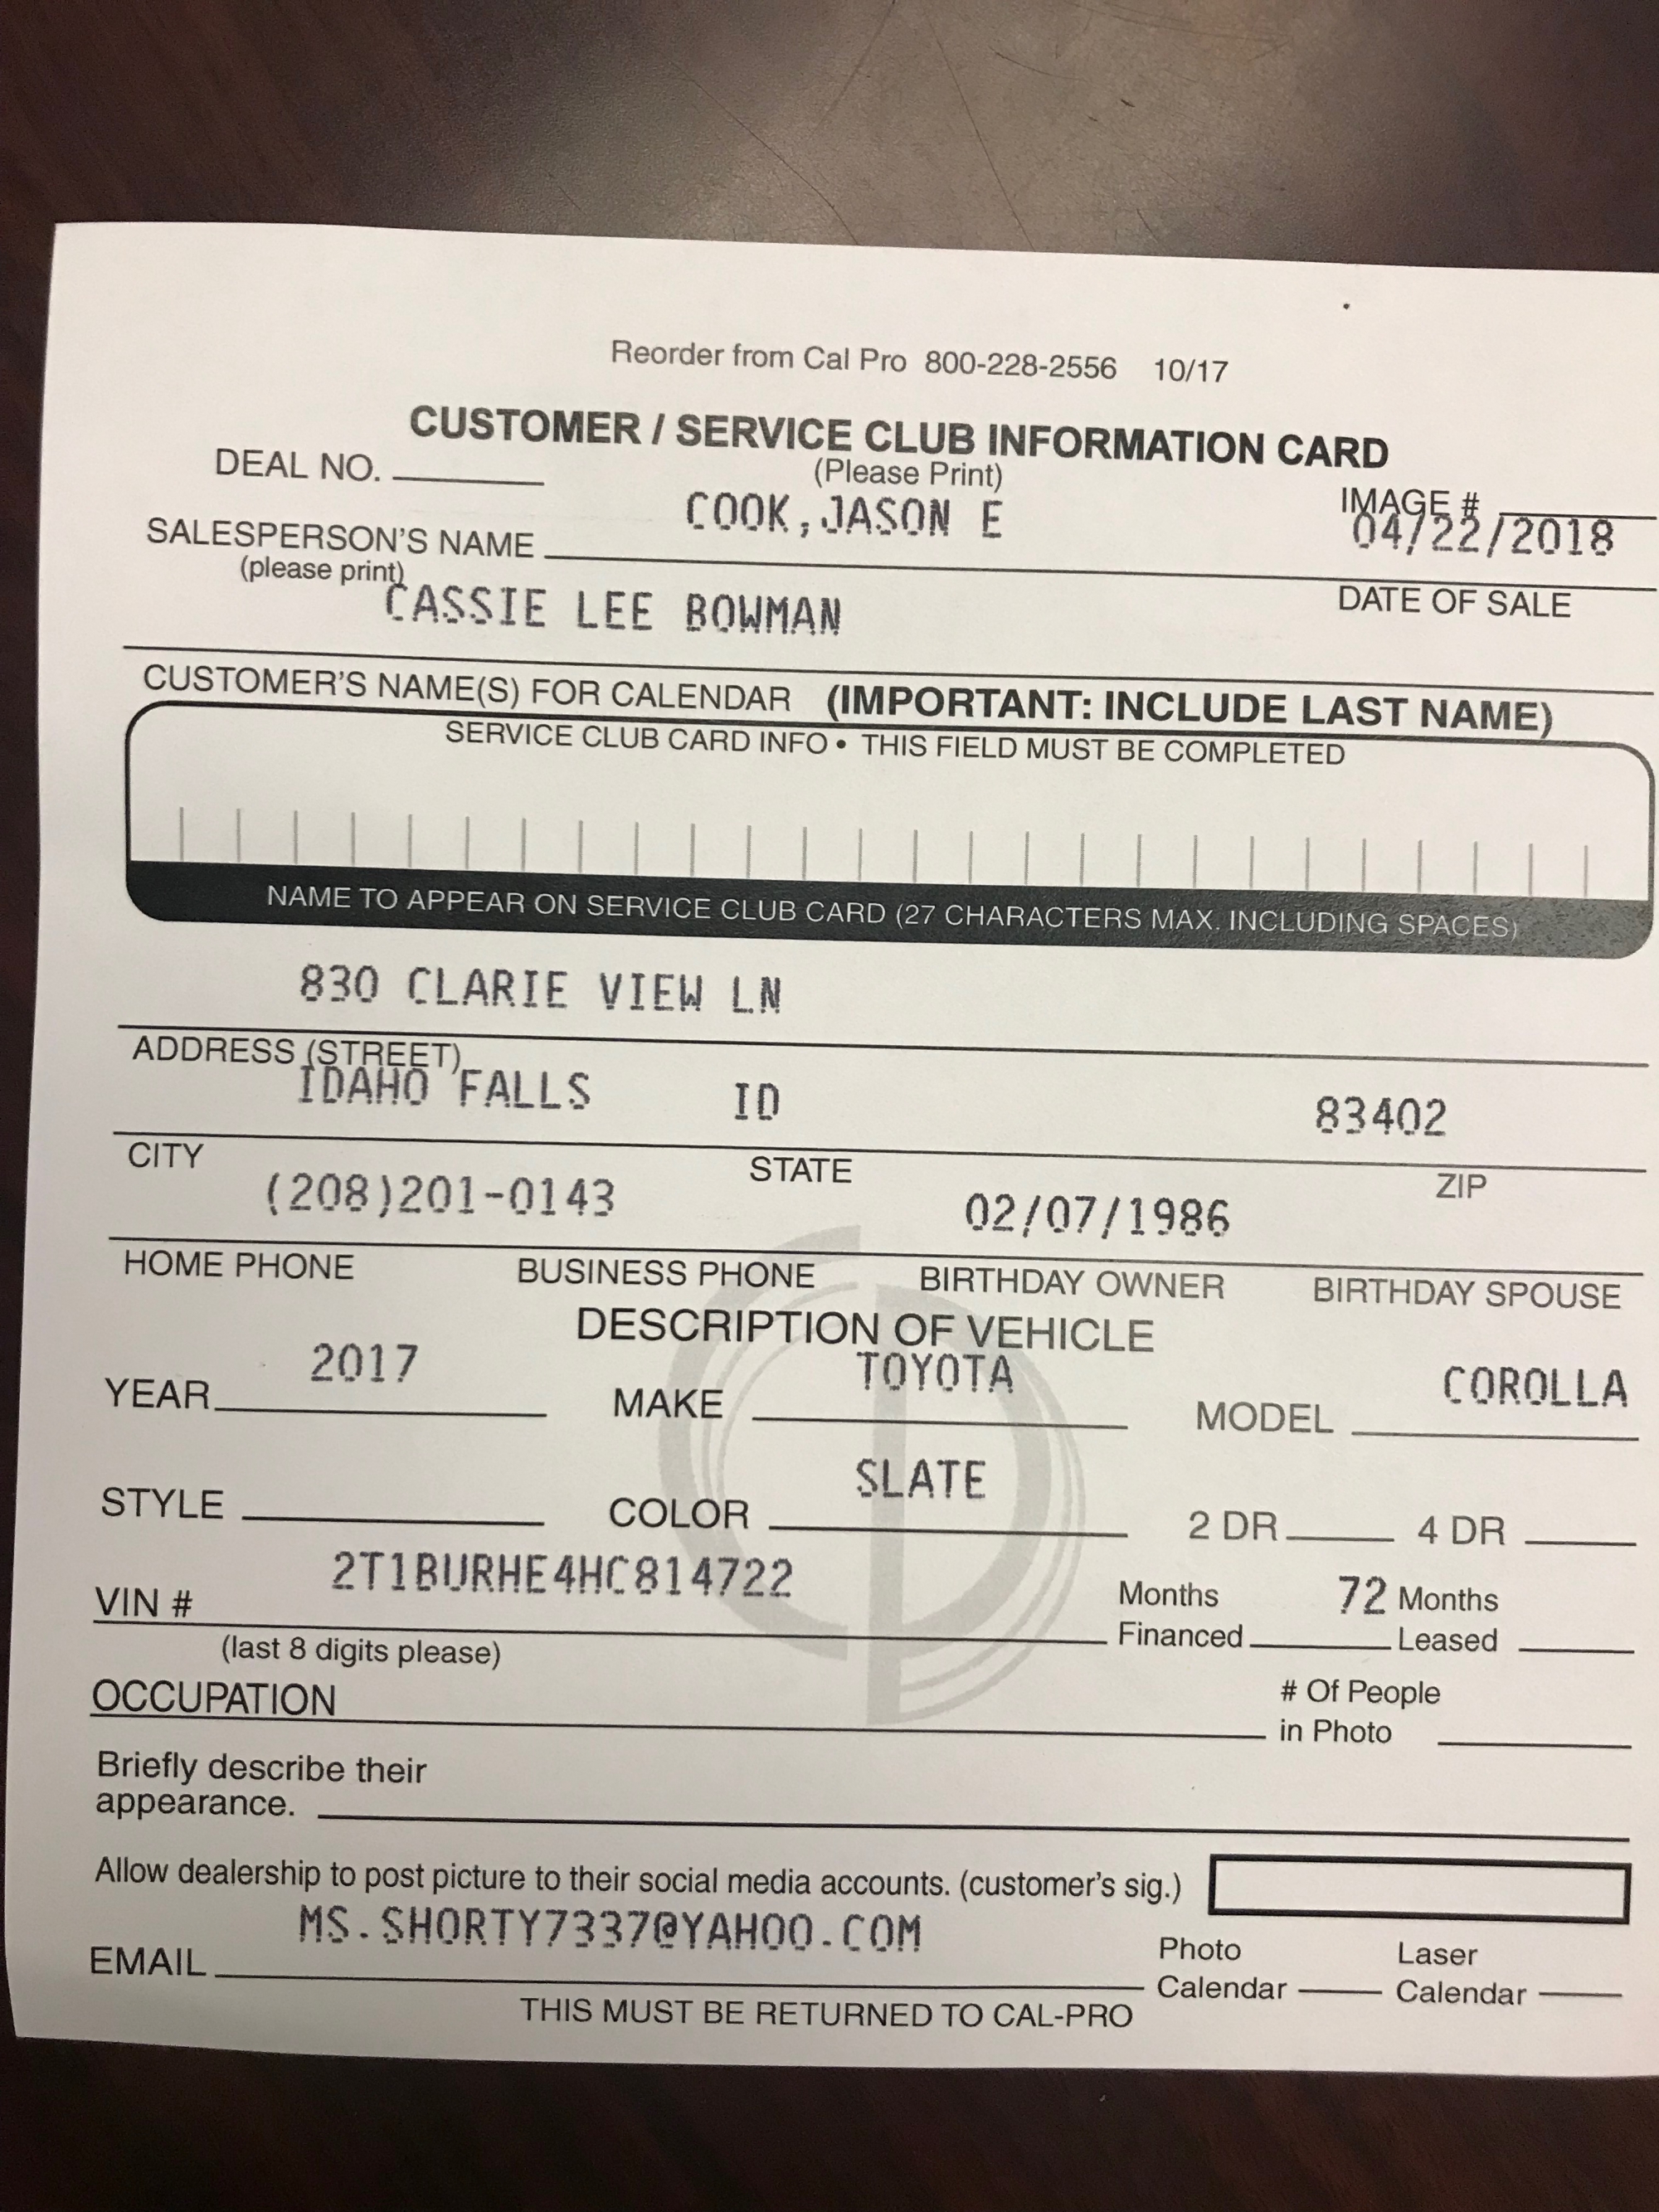 Reorder from Cal Pro 800-228-2556 10/17
CUSTOMER / SERVICE CLUB INFORMATION CARD
DEAL NO. (Please Print)
COOK,JASON E IMAGE #
SALESPERSON'S NAME 04/22/2018
(please print) DATE OF SALE
CASSIE LEE BOWMAN
CUSTOMER'S NAME(S) FOR CALENDAR (IMPORTANT: INCLUDE LAST NAME)
SERVICE CLUB CARD INFO • THIS FIELD MUST BE COMPLETED
NAME TO APPEAR ON SERVICE CLUB CARD (27 CHARACTERS MAX. INCLUDING SPACES)
830 CLARIE VIEW LN
ADDRESS (STREET)
IDAHO FALLS ID 83402
CITY STATE ZIP
(208)201-0143 02/07/1986
HOME PHONE BUSINESS PHONE BIRTHDAY OWNER BIRTHDAY SPOUSE
DESCRIPTION OF VEHICLE
2017 TOYOTA COROLLA
YEAR MAKE MODEL
SLATE
STYLE COLOR 2 DR 4 DR
2T1BURHE4HC814722
VIN # Months Financed 72 Months Leased
(last 8 digits please)
OCCUPATION # Of People in Photo
Briefly describe their
appearance.
Allow dealership to post picture to their social media accounts. (customer's sig.)
MS.SHORTY7337@YAHOO.COM
EMAIL Photo Calendar Laser Calendar
THIS MUST BE RETURNED TO CAL-PRO